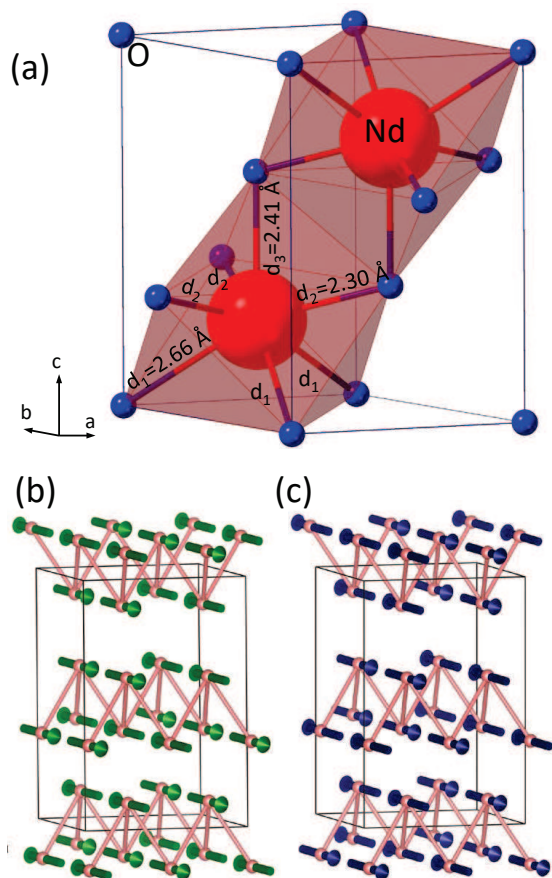 (a)
O
Nd
d3=2.41 Å
d2
d2
d2=2.30 Å
d1=2.66 Å
d1
d1
c
b
a
(b)
(c)